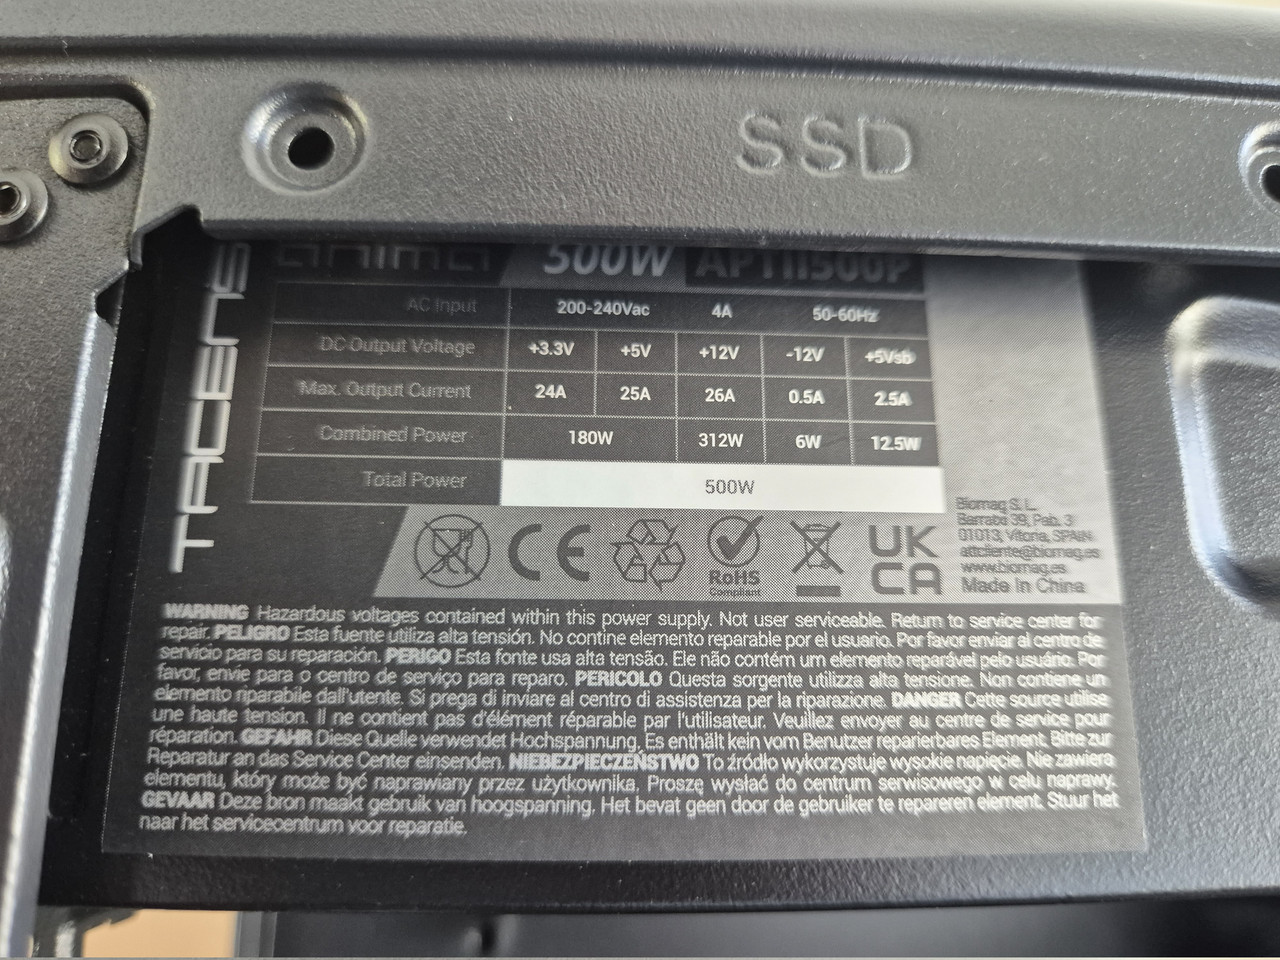 SSD
TACENS
anima 500W APIII500P
AC Input 200-240Vac 4A 50-60Hz
DC Output Voltage +3.3V +5V +12V -12V +5Vsb
Max. Output Current 24A 25A 26A 0.5A 2.5A
Combined Power 180W 312W 6W 12.5W
Total Power 500W
CE
RoHS
Compliant
UK
CA
Biomag S.L.
Barratxi 39, Pab. 3
01013, Vitoria, SPAIN
attcliente@biomag.es
www.biomag.es
Made In China
WARNING Hazardous voltages contained within this power supply. Not user serviceable. Return to service center for
repair. PELIGRO Esta fuente utiliza alta tensión. No contine elemento reparable por el usuario. Por favor enviar al centro de
servicio para su reparación. PERIGO Esta fonte usa alta tensão. Ele não contém um elemento reparável pelo usuário. Por
favor, envie para o centro de serviço para reparo. PERICOLO Questa sorgente utilizza alta tensione. Non contiene un
elemento riparabile dall'utente. Si prega di inviare al centro di assistenza per la riparazione. DANGER Cette source utilise
une haute tension. Il ne contient pas d'élément réparable par l'utilisateur. Veuillez envoyer au centre de service pour
réparation. GEFAHR Diese Quelle verwendet Hochspannung. Es enthält kein vom Benutzer reparierbares Element. Bitte zur
Reparatur an das Service Center einsenden. NIEBEZPIECZEŃSTWO To źródło wykorzystuje wysokie napięcie. Nie zawiera
elementu, który może być naprawiany przez użytkownika. Proszę wysłać do centrum serwisowego w celu naprawy.
GEVAAR Deze bron maakt gebruik van hoogspanning. Het bevat geen door de gebruiker te repareren element. Stuur het
naar het servicecentrum voor reparatie.